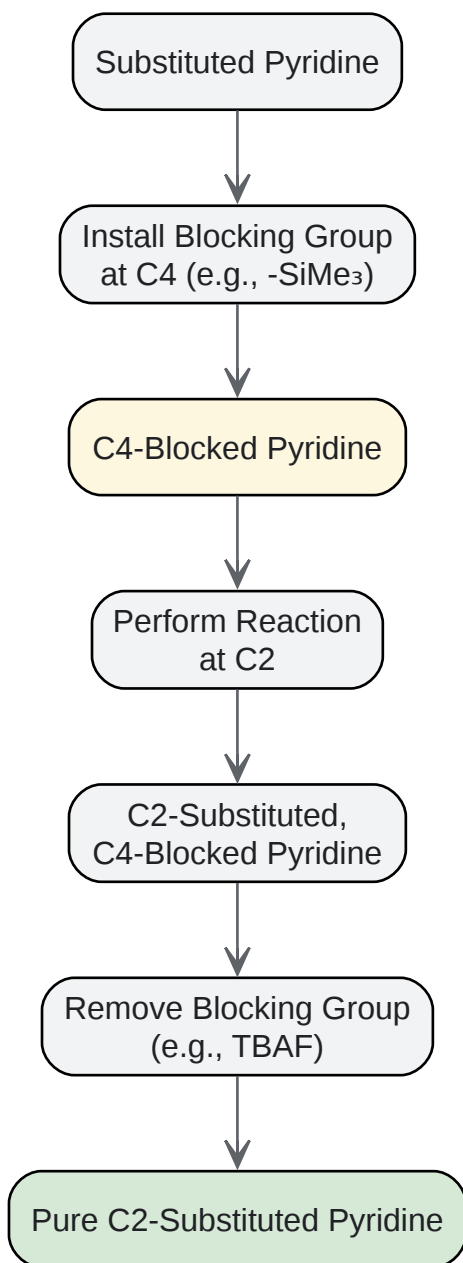 Substituted Pyridine
Install Blocking Group
at C4 (e.g., -SiMe₃)
C4-Blocked Pyridine
Perform Reaction
at C2
C2-Substituted,
C4-Blocked Pyridine
Remove Blocking Group
(e.g., TBAF)
Pure C2-Substituted Pyridine